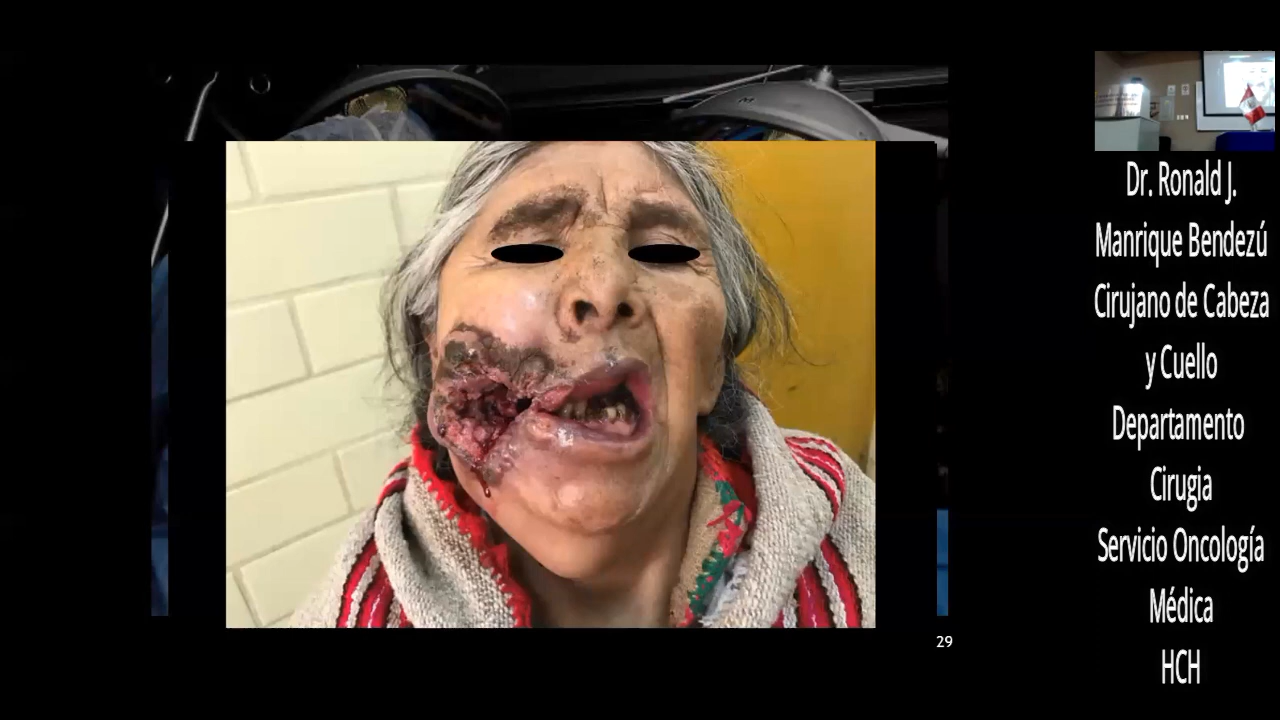 Dr. Ronald J.
Manrique Bendezú
Cirujano de Cabeza
y Cuello
Departamento
Cirugia
Servicio Oncología
Médica
HCH
29